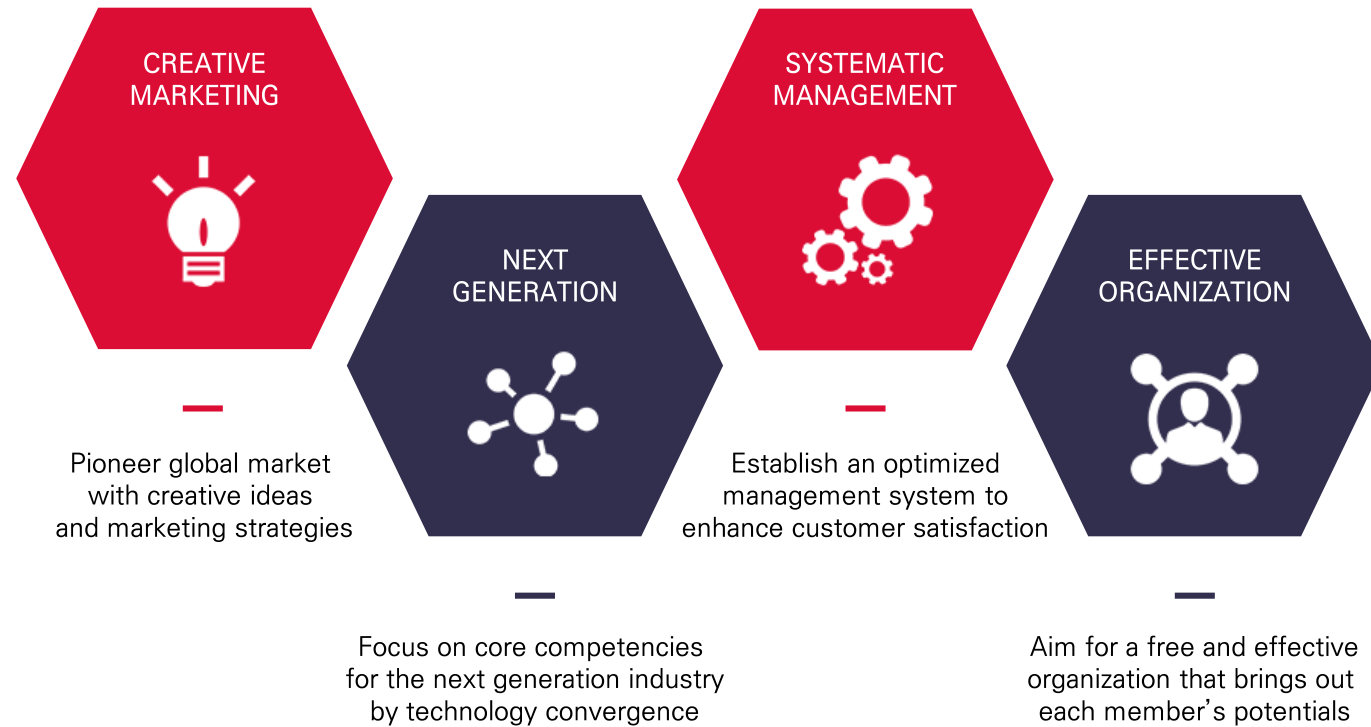 CREATIVE
MARKETING
Pioneer global market
with creative ideas
and marketing strategies
NEXT
GENERATION
Focus on core competencies
for the next generation industry
by technology convergence
SYSTEMATIC
MANAGEMENT
Establish an optimized
management system to
enhance customer satisfaction
EFFECTIVE
ORGANIZATION
Aim for a free and effective
organization that brings out
each member’s potentials